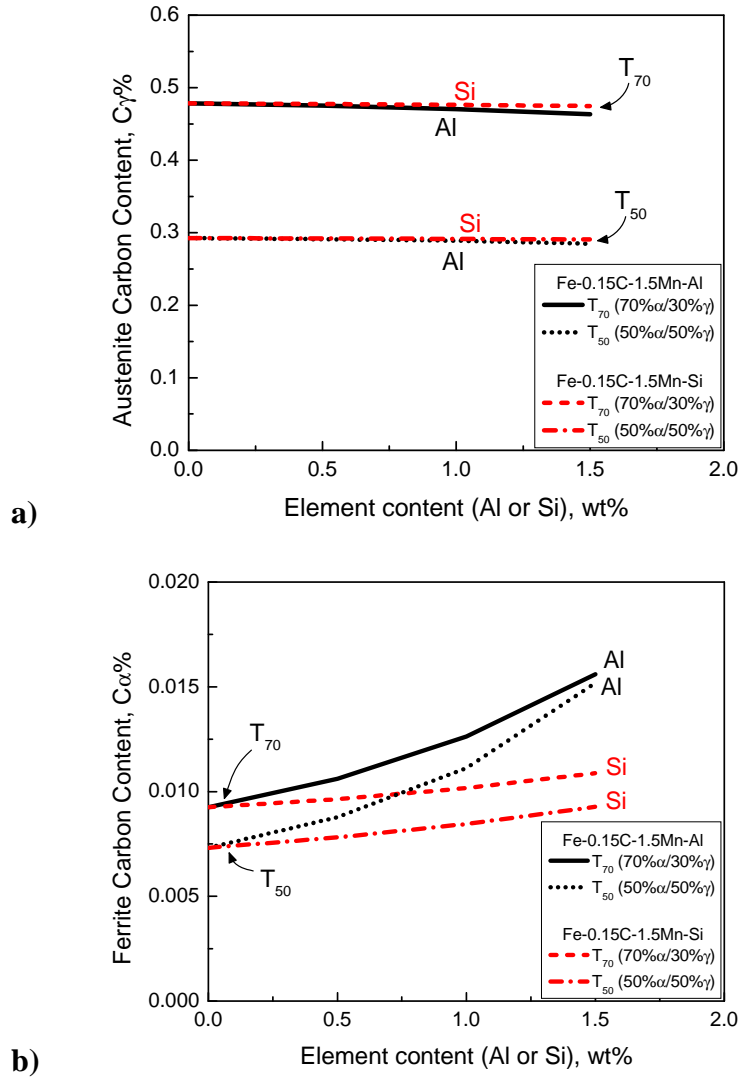 T70
T50
Si
Al
Si
Al
Austenite Carbon Content, Cγ%
0.6
0.5
0.4
0.3
0.2
0.1
0.0
0.0 0.5 1.0 1.5 2.0
Element content (Al or Si), wt%
Fe-0.15C-1.5Mn-Al
T70 (70%α/30%γ)
T50 (50%α/50%γ)
Fe-0.15C-1.5Mn-Si
T70 (70%α/30%γ)
T50 (50%α/50%γ)
a)
Ferrite Carbon Content, Cα%
0.020
0.015
0.010
0.005
0.000
T70
T50
Al
Al
Si
Si
Fe-0.15C-1.5Mn-Al
T70 (70%α/30%γ)
T50 (50%α/50%γ)
Fe-0.15C-1.5Mn-Si
T70 (70%α/30%γ)
T50 (50%α/50%γ)
0.0 0.5 1.0 1.5 2.0
Element content (Al or Si), wt%
b)